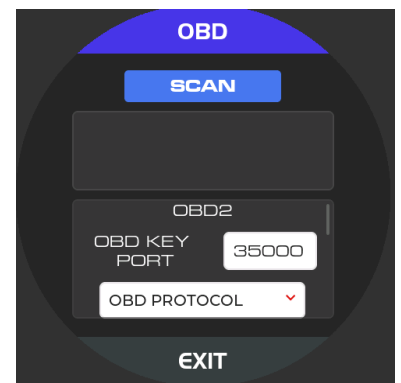 OBD
SCAN
OBD2
OBD KEY
PORT
35000
OBD PROTOCOL
EXIT